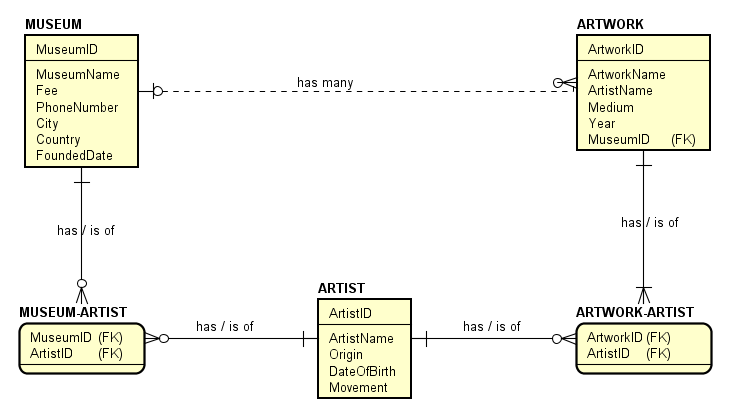 MUSEUM
MuseumID
MuseumName
Fee
PhoneNumber
City
Country
FoundedDate
has many
ARTWORK
ArtworkID
ArtworkName
ArtistName
Medium
Year
MuseumID (FK)
has / is of
has / is of
MUSEUM-ARTIST
MuseumID (FK)
ArtistID (FK)
has / is of
ARTIST
ArtistID
ArtistName
Origin
DateOfBirth
Movement
has / is of
ARTWORK-ARTIST
ArtworkID (FK)
ArtistID (FK)